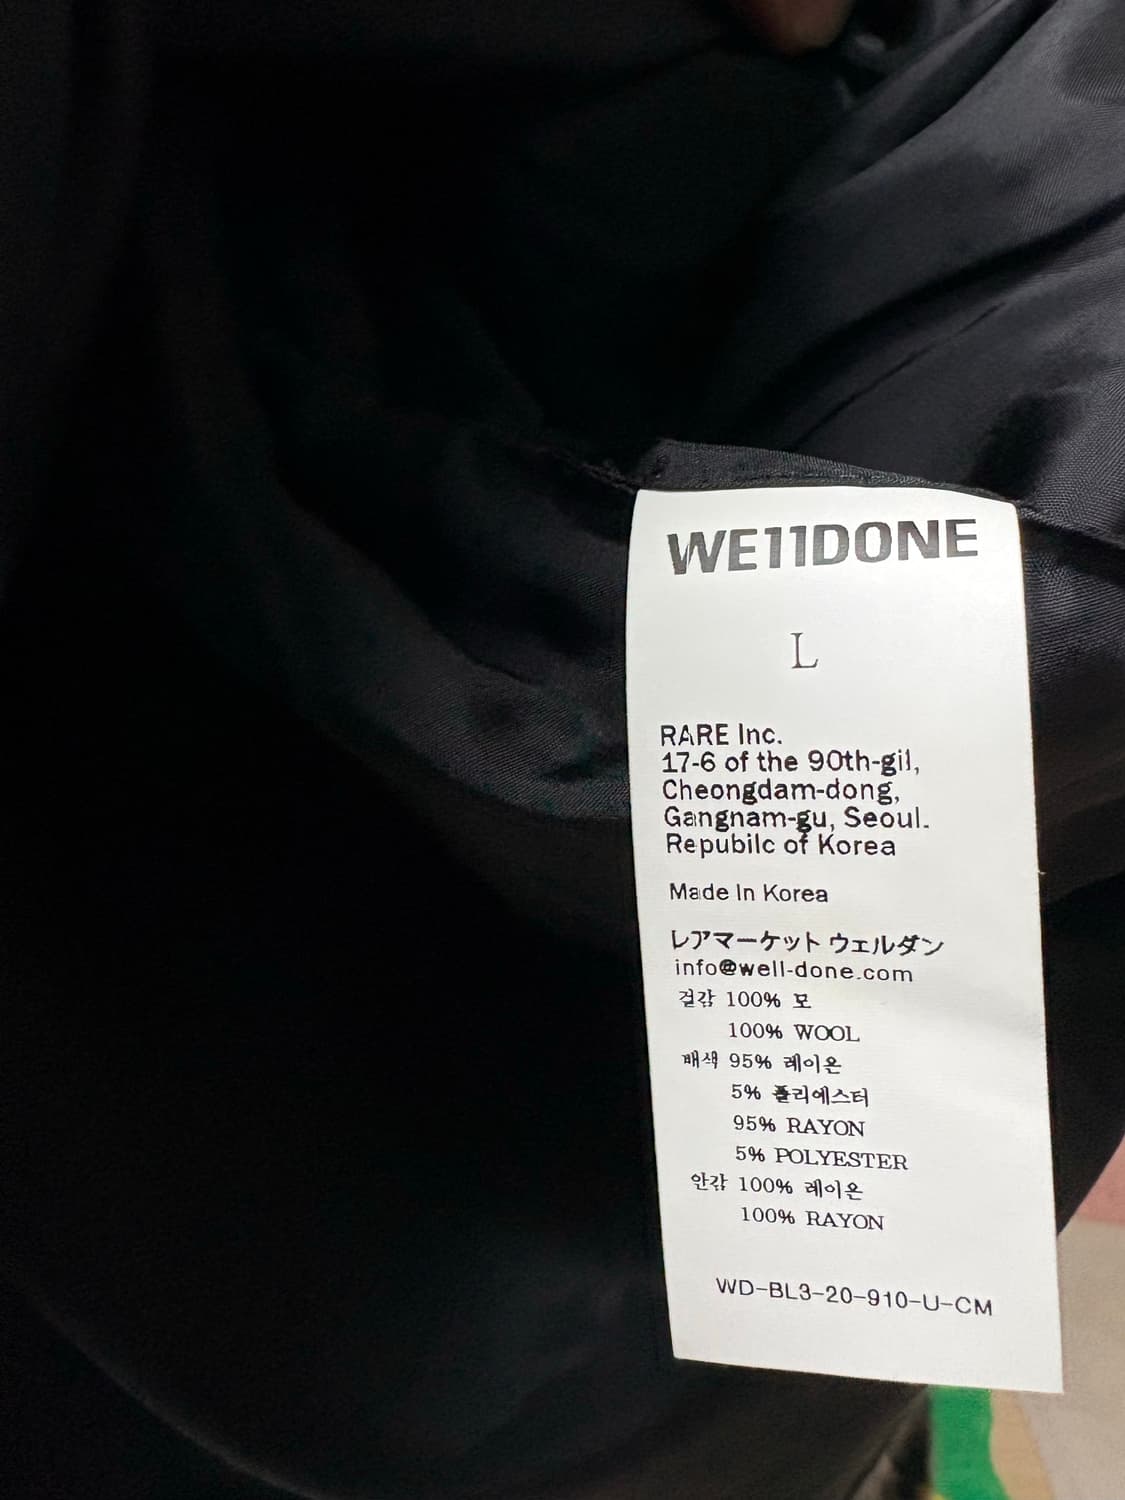 WE11DONE
L
RARE Inc.
17-6 of the 90th-gil,
Cheongdam-dong,
Gangnam-gu, Seoul.
Repubilc of Korea
Made In Korea
レアマーケット ウェルダン
info@well-done.com
겉감 100% 모
100% WOOL
배색 95% 레이온
5% 폴리에스터
95% RAYON
5% POLYESTER
안감 100% 레이온
100% RAYON
WD-BL3-20-910-U-CM